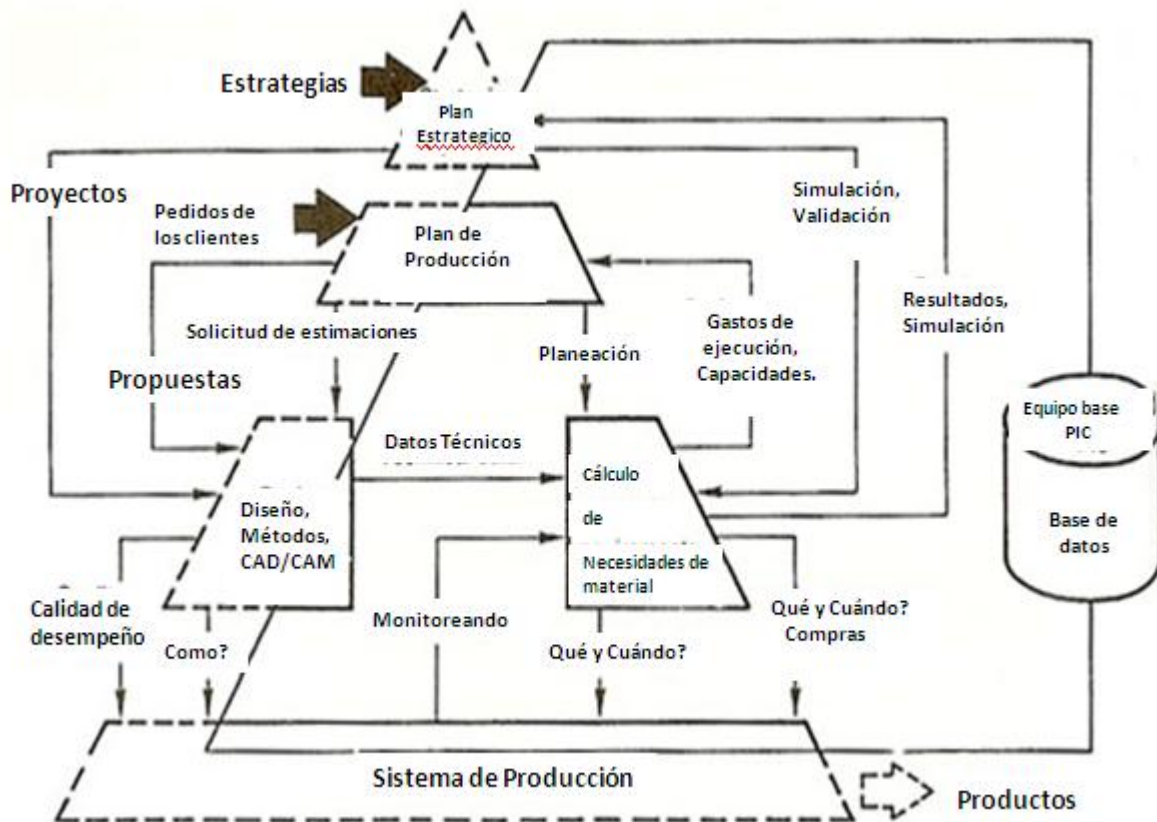 Estrategias
Plan
Estrategico
Proyectos
Simulación,
Validación
Pedidos de
los clientes
Plan de
Producción
Resultados,
Simulación
Solicitud de estimaciones
Planeación
Gastos de
ejecución,
Capacidades.
Propuestas
Equipo base
PIC
Datos Técnicos
Cálculo
de
Necesidades de
material
Diseño,
Métodos,
CAD/CAM
Base de
datos
Calidad de
desempeño
Monitoreando
Qué y Cuándo?
Compras
Como?
Qué y Cuándo?
Sistema de Producción
Productos